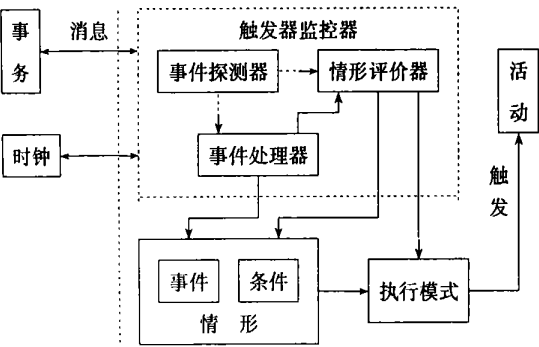 事务
消息
触发器监控器
事件探测器
情形评价器
活动
时钟
事件处理器
触发
事件
条件
执行模式
情 形